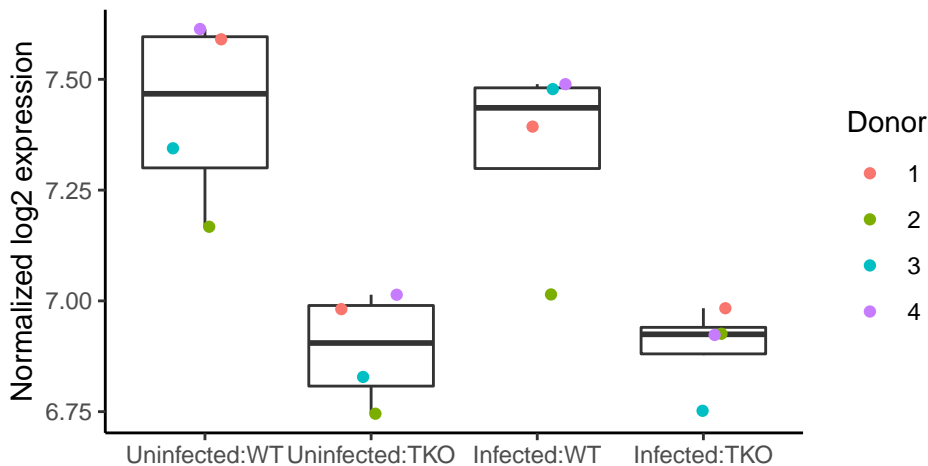 Normalized log2 expression
7.50
7.25
7.00
6.75
Uninfected:WT
Uninfected:TKO
Infected:WT
Infected:TKO
Donor
1
2
3
4